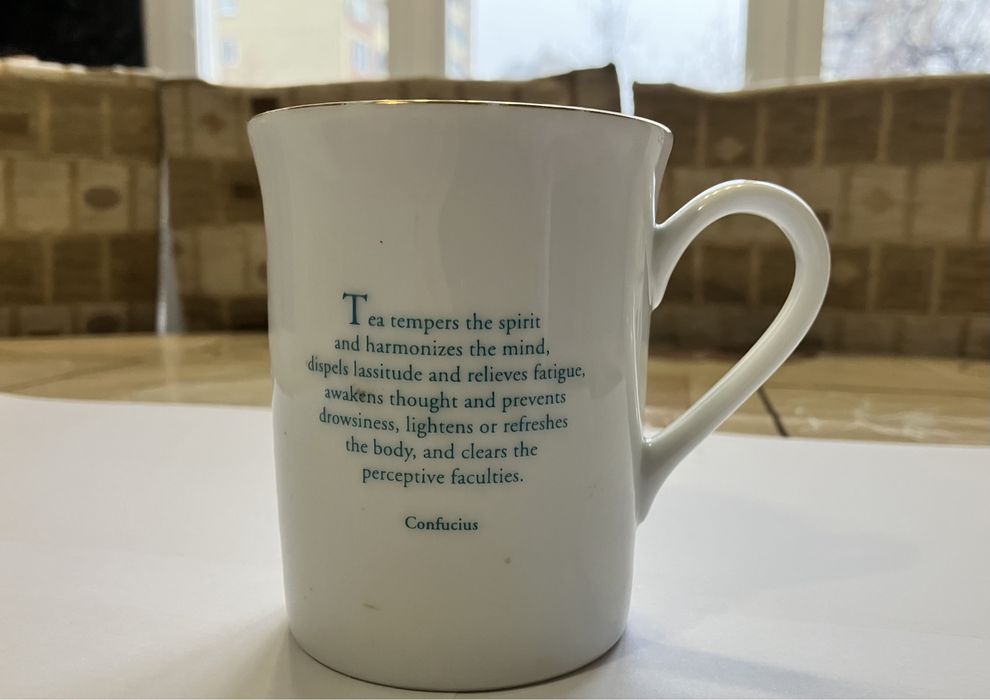 Tea tempers the spirit
and harmonizes the mind,
dispels lassitude and relieves fatigue,
awakens thought and prevents
drowsiness, lightens or refreshes
the body, and clears the
perceptive faculties.
Confucius